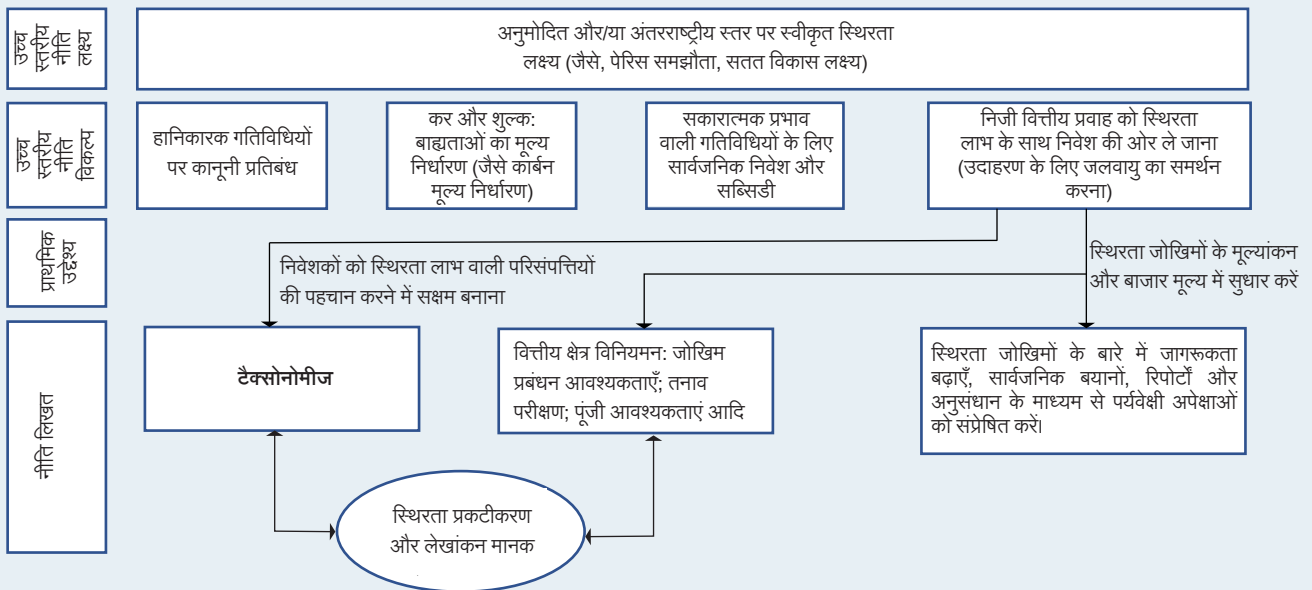 उच्च
स्तरीय
नीति
लक्ष्य
अनुमोदित और/या अंतरराष्ट्रीय स्तर पर स्वीकृत स्थिरता
लक्ष्य (जैसे, पेरिस समझौता, सतत विकास लक्ष्य)
उच्च
स्तरीय
नीति
विकल्प
हानिकारक गतिविधियों
पर कानूनी प्रतिबंध
कर और शुल्क:
बाह्यताओं का मूल्य
निर्धारण (जैसे कार्बन
मूल्य निर्धारण)
सकारात्मक प्रभाव
वाली गतिविधियों के लिए
सार्वजनिक निवेश और
सब्सिडी
निजी वित्तीय प्रवाह को स्थिरता
लाभ के साथ निवेश की ओर ले जाना
(उदाहरण के लिए जलवायु का समर्थन
करना)
प्राथमिक
उद्देश्य
निवेशकों को स्थिरता लाभ वाली परिसंपत्तियों
की पहचान करने में सक्षम बनाना
स्थिरता जोखिमों के मूल्यांकन
और बाजार मूल्य में सुधार करें
नीति लिखत
टैक्सोनोमीज
वित्तीय क्षेत्र विनियमन: जोखिम
प्रबंधन आवश्यकताएँ; तनाव
परीक्षण; पूंजी आवश्यकताएं आदि
स्थिरता जोखिमों के बारे में जागरूकता
बढ़ाएँ, सार्वजनिक बयानों, रिपोर्टों और
अनुसंधान के माध्यम से पर्यवेक्षी अपेक्षाओं
को संप्रेषित करें।
स्थिरता प्रकटीकरण
और लेखांकन मानक